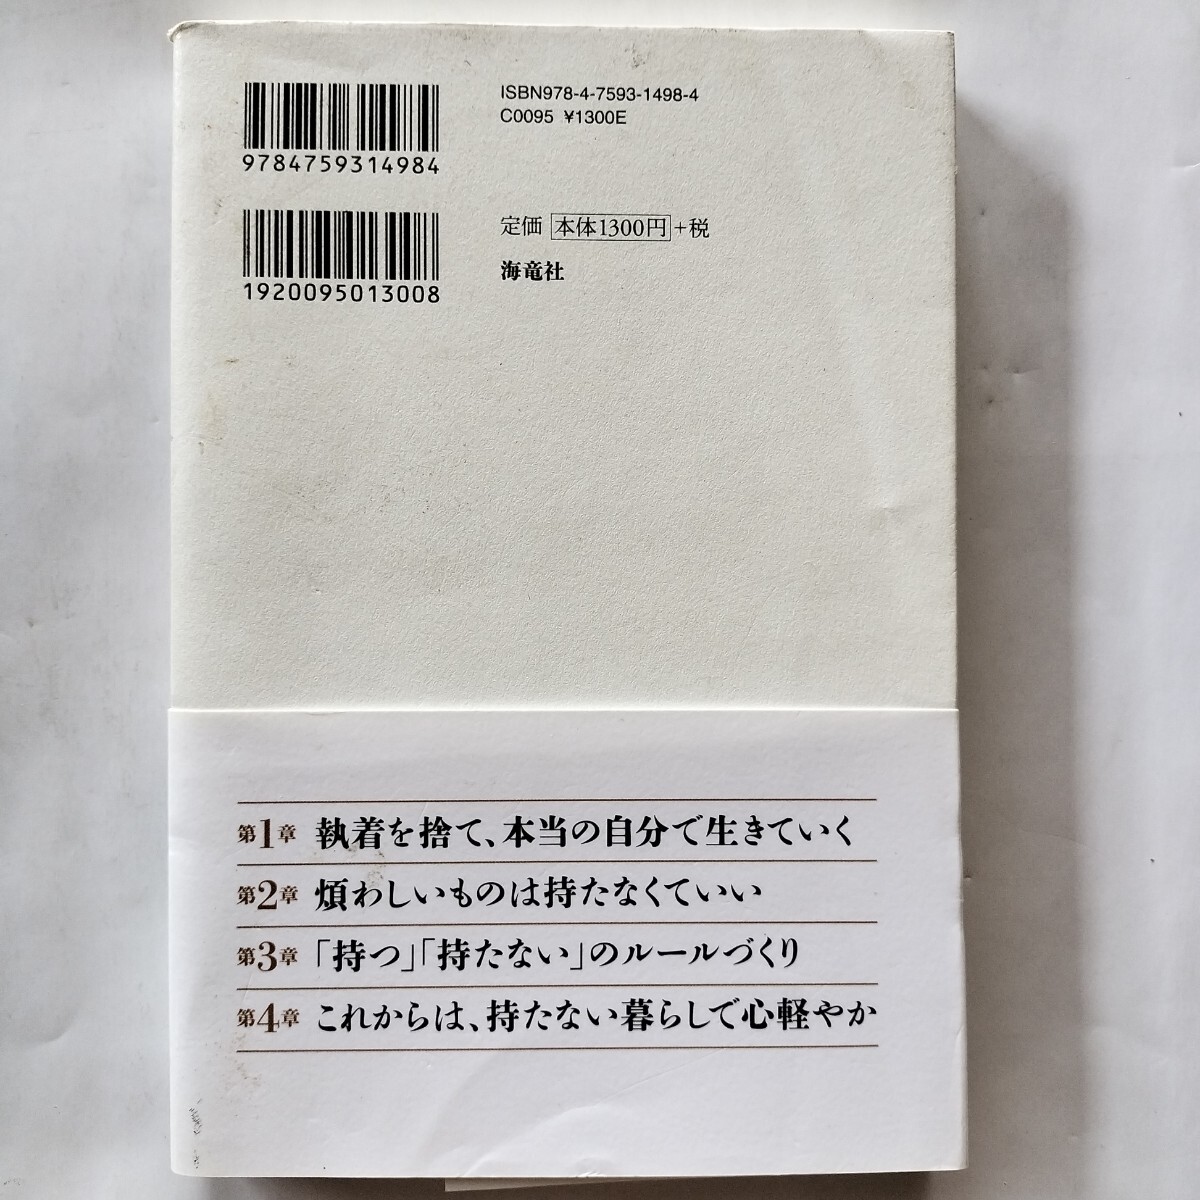 ISBN978-4-7593-1498-4
C0095 ¥1300E
9784759314984
定価 本体1300円+税
海竜社
1920095013008
第1章 執着を捨て、本当の自分で生きていく
第2章 煩わしいものは持たなくていい
第3章 「持つ」「持たない」のルールづくり
第4章 これからは、持たない暮らしで心軽やか